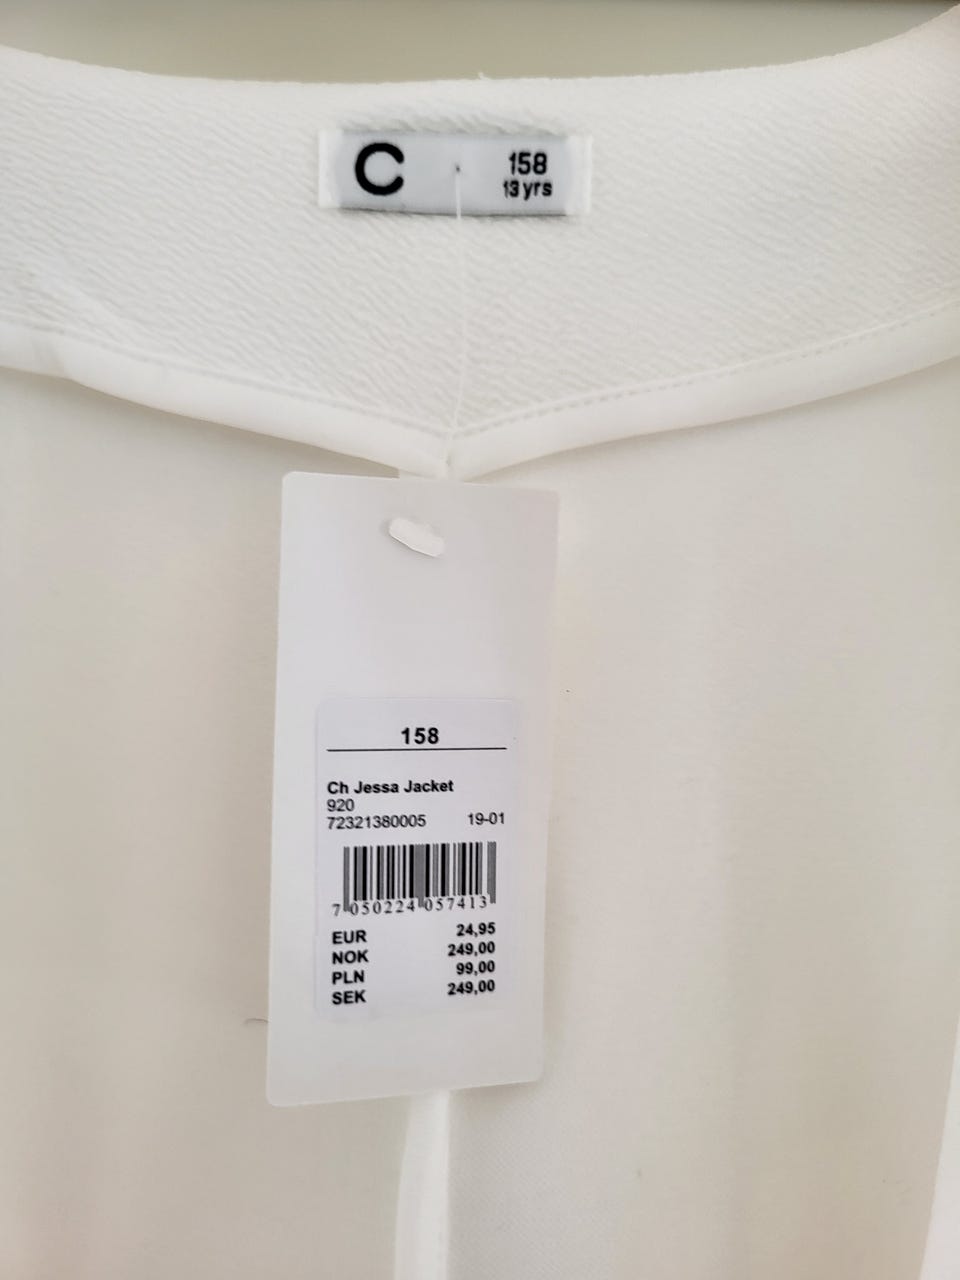 C 158
13 yrs
158
Ch Jessa Jacket
920
72321380005 19-01
7 050224 057413
EUR 24,95
NOK 249,00
PLN 99,00
SEK 249,00